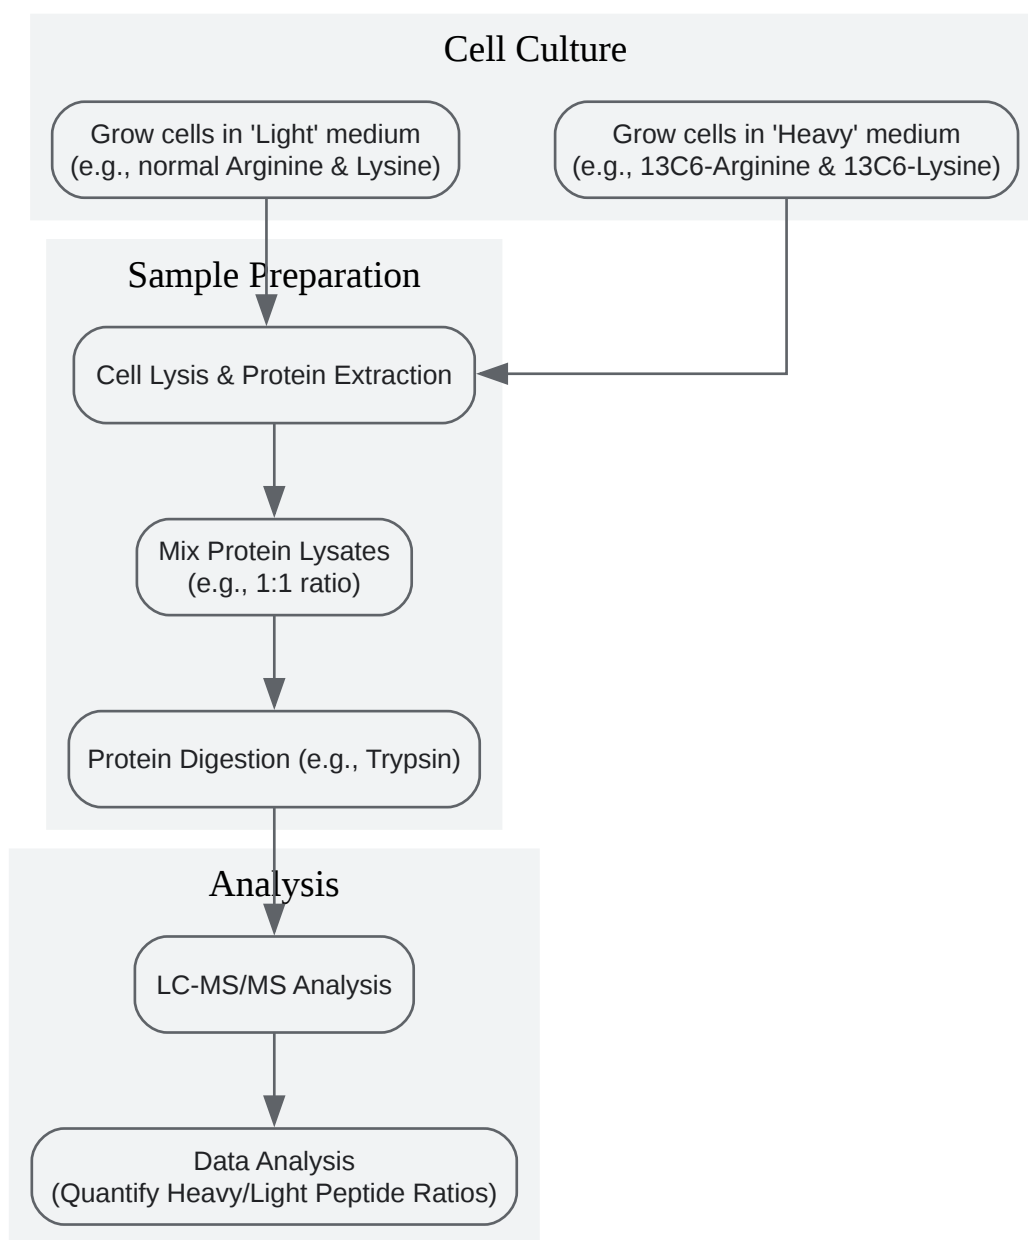 Cell Culture
Grow cells in 'Light' medium
(e.g., normal Arginine & Lysine)
Grow cells in 'Heavy' medium
(e.g., 13C6-Arginine & 13C6-Lysine)
Sample Preparation
Cell Lysis & Protein Extraction
Mix Protein Lysates
(e.g., 1:1 ratio)
Protein Digestion (e.g., Trypsin)
Analysis
LC-MS/MS Analysis
Data Analysis
(Quantify Heavy/Light Peptide Ratios)